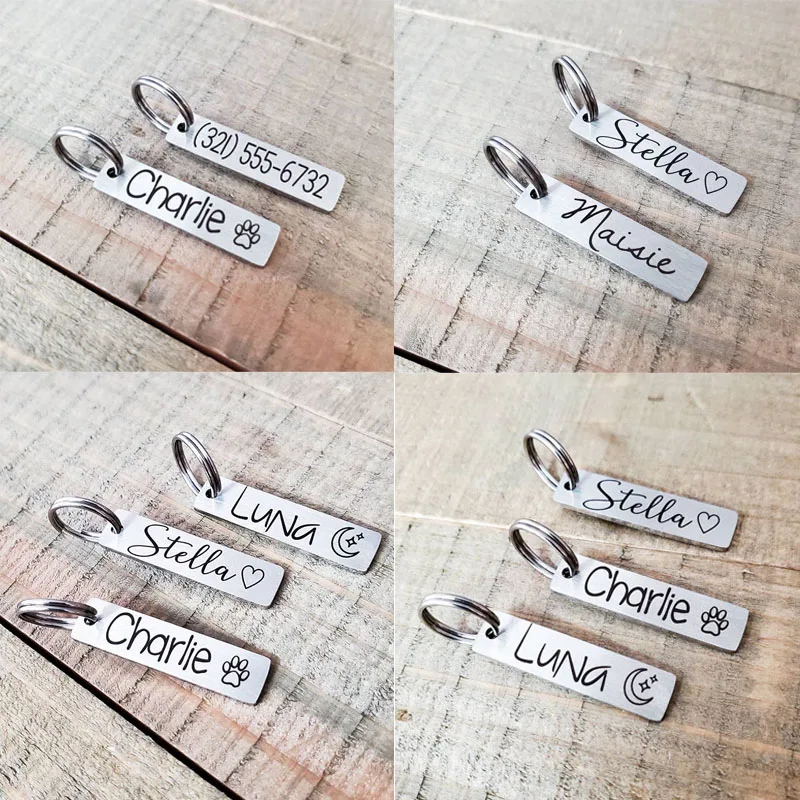 (321) 555-6732
Charlie
Stella
Maisie
Luna
Stella
Charlie
Stella
Charlie
Luna